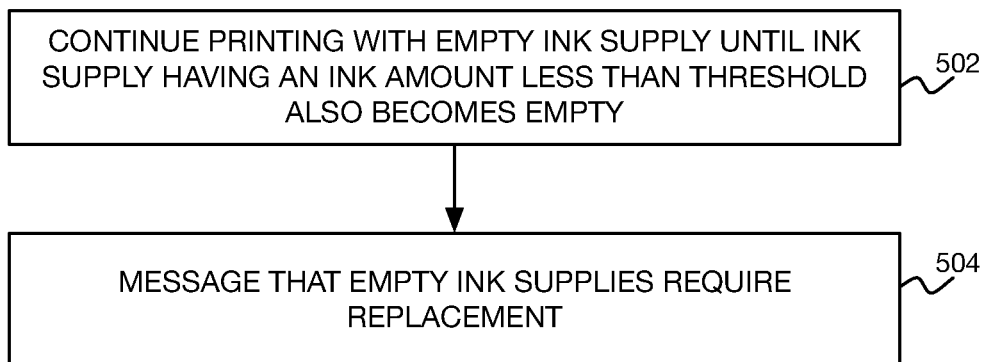 CONTINUE PRINTING WITH EMPTY INK SUPPLY UNTIL INK
SUPPLY HAVING AN INK AMOUNT LESS THAN THRESHOLD
ALSO BECOMES EMPTY
502
MESSAGE THAT EMPTY INK SUPPLIES REQUIRE
REPLACEMENT
504